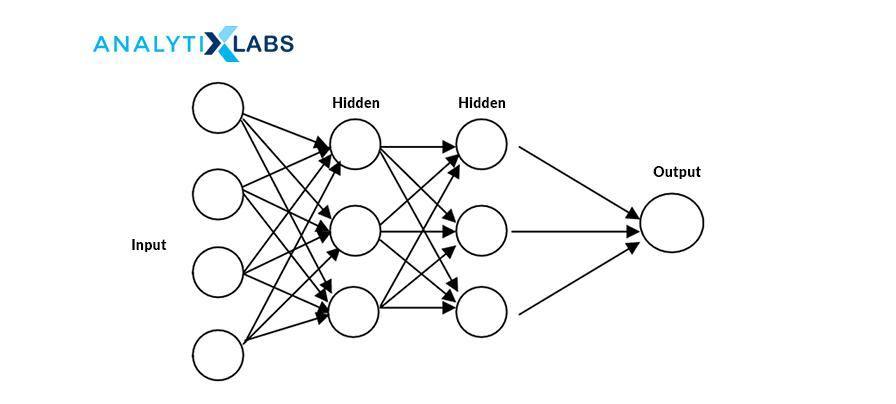 ANALYTIXLABS
Hidden
Hidden
Output
Input